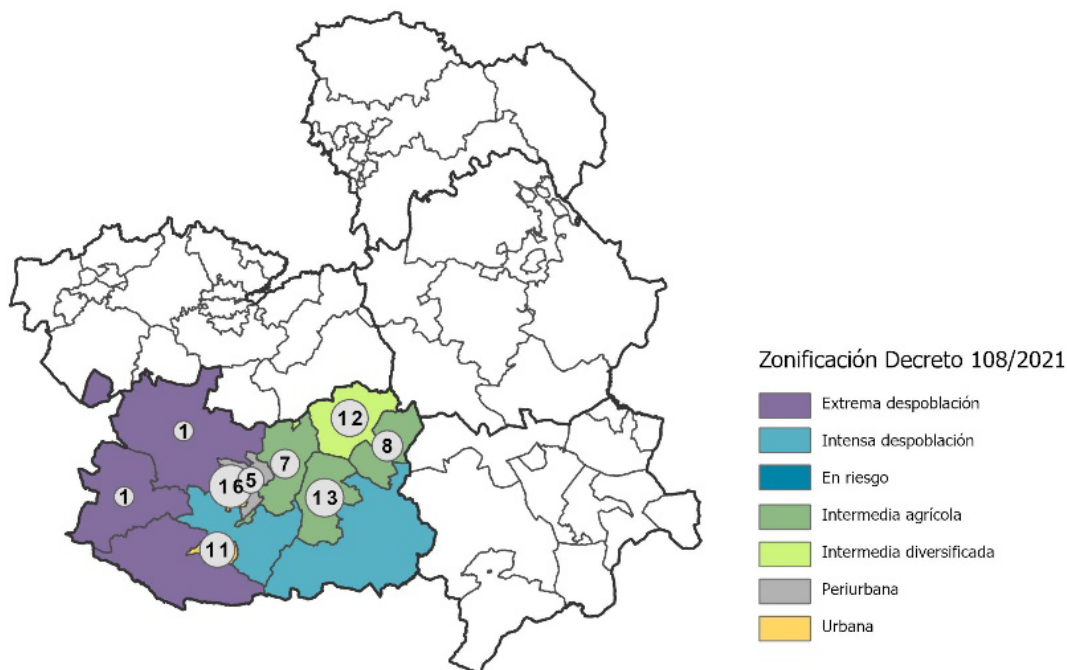 12
8
7
1
16
5
13
1
11
Zonificación Decreto 108/2021
Extrema despoblación
Intensa despoblación
En riesgo
Intermedia agrícola
Intermedia diversificada
Periurbana
Urbana